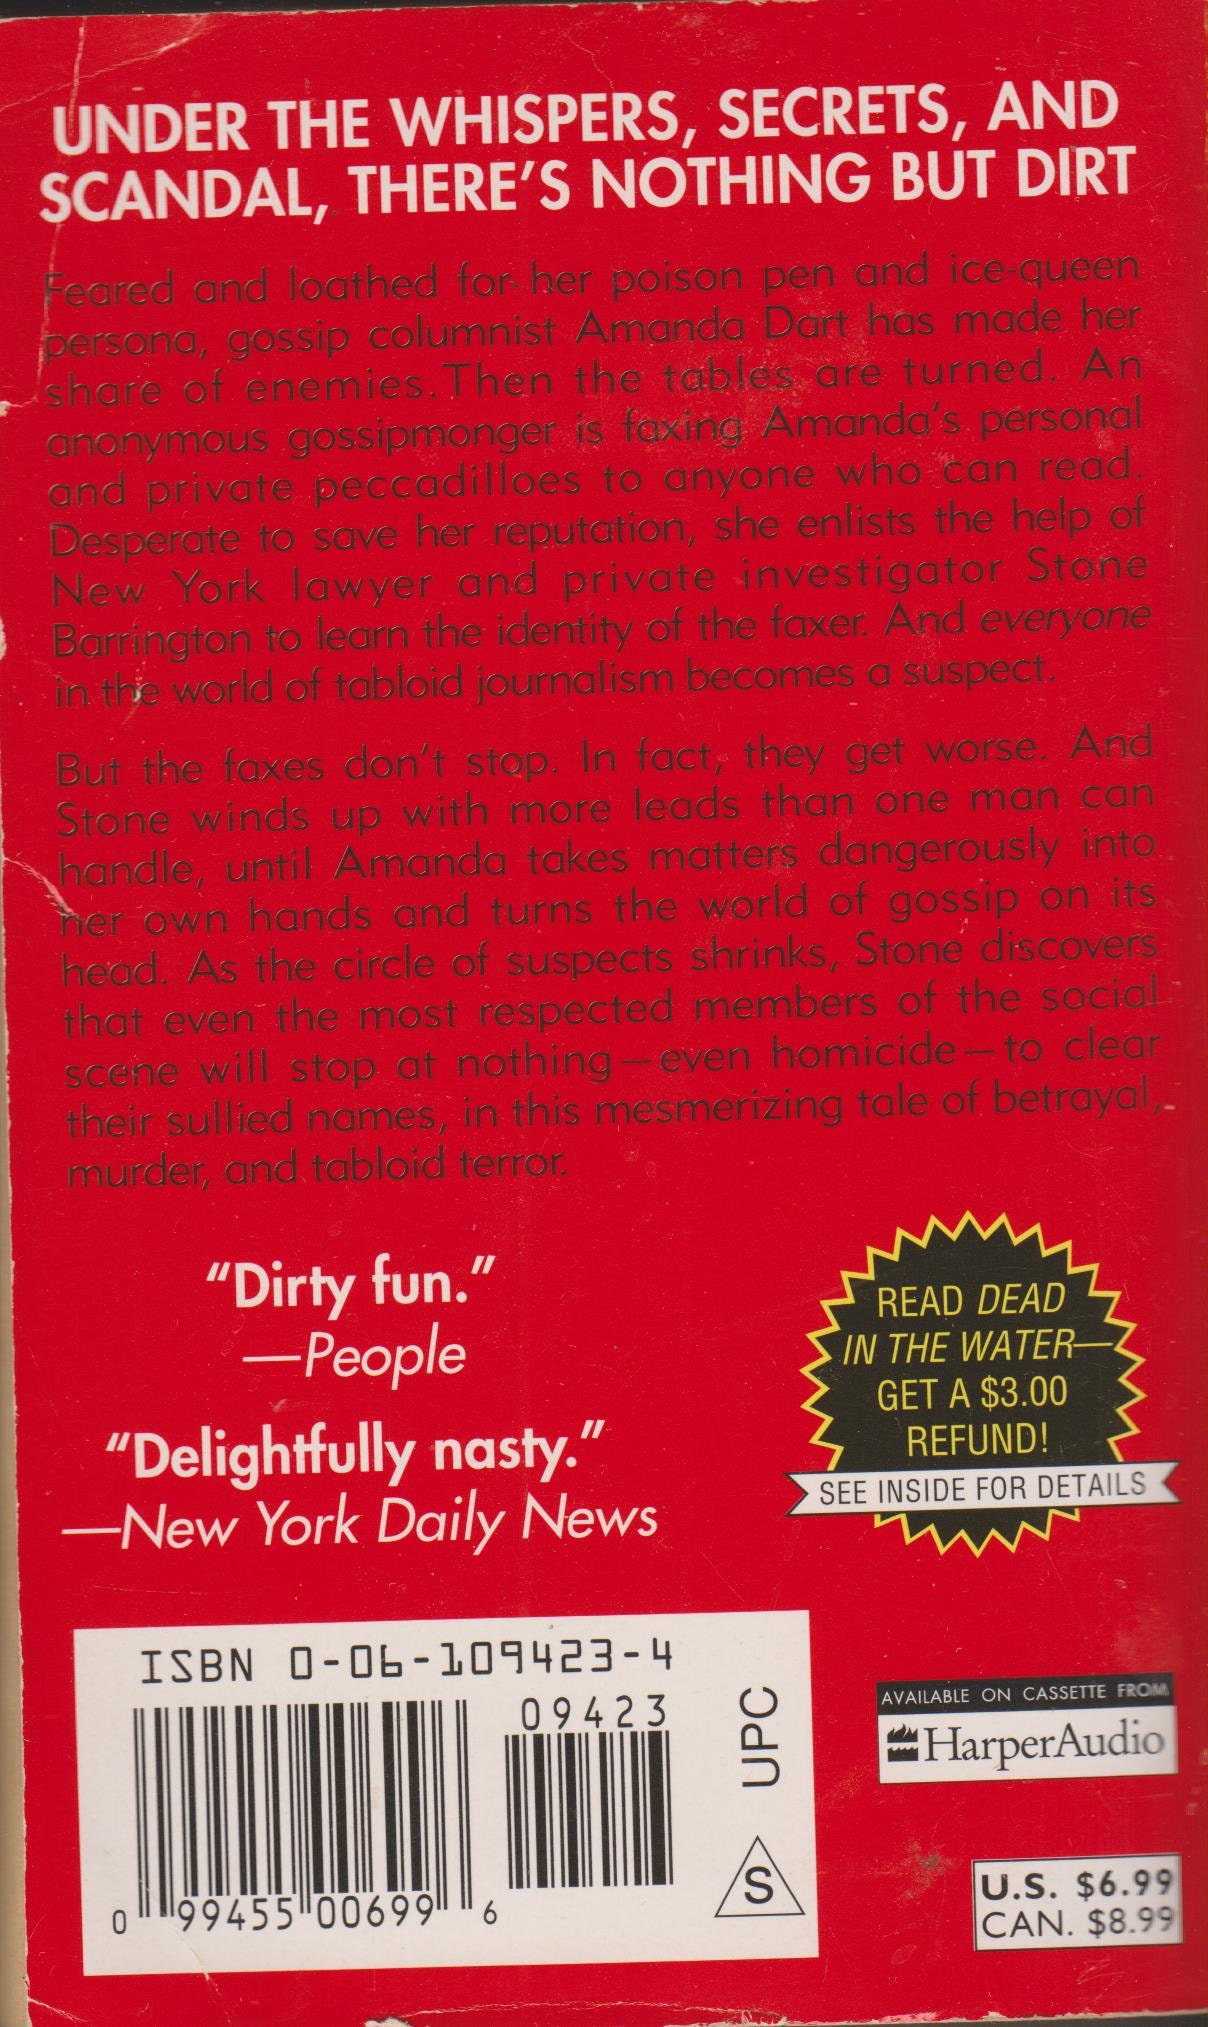 UNDER THE WHISPERS, SECRETS, AND
SCANDAL, THERE'S NOTHING BUT DIRT
Feared and loathed for her poison pen and ice-queen
persona, gossip columnist Amanda Dart has made her
share of enemies. Then the tables are turned. An
anonymous gossipmonger is faxing Amanda's personal
and private peccadilloes to anyone who can read.
Desperate to save her reputation, she enlists the help of
New York lawyer and private investigator Stone
Barrington to learn the identity of the faxer. And everyone
in the world of tabloid journalism becomes a suspect.
But the faxes don't stop. In fact, they get worse. And
Stone winds up with more leads than one man can
handle, until Amanda takes matters dangerously into
her own hands and turns the world of gossip on its
head. As the circle of suspects shrinks, Stone discovers
that even the most respected members of the social
scene will stop at nothing—even homicide—to clear
their sullied names, in this mesmerizing tale of betrayal,
murder, and tabloid terror.
"Dirty fun."
—People
"Delightfully nasty."
—New York Daily News
READ DEAD
IN THE WATER—
GET A $3.00
REFUND!
SEE INSIDE FOR DETAILS
ISBN 0-06-109423-4
09423
0 99455 00699 6
UPC
S
AVAILABLE ON CASSETTE FROM
HarperAudio
U.S. $6.99
CAN. $8.99